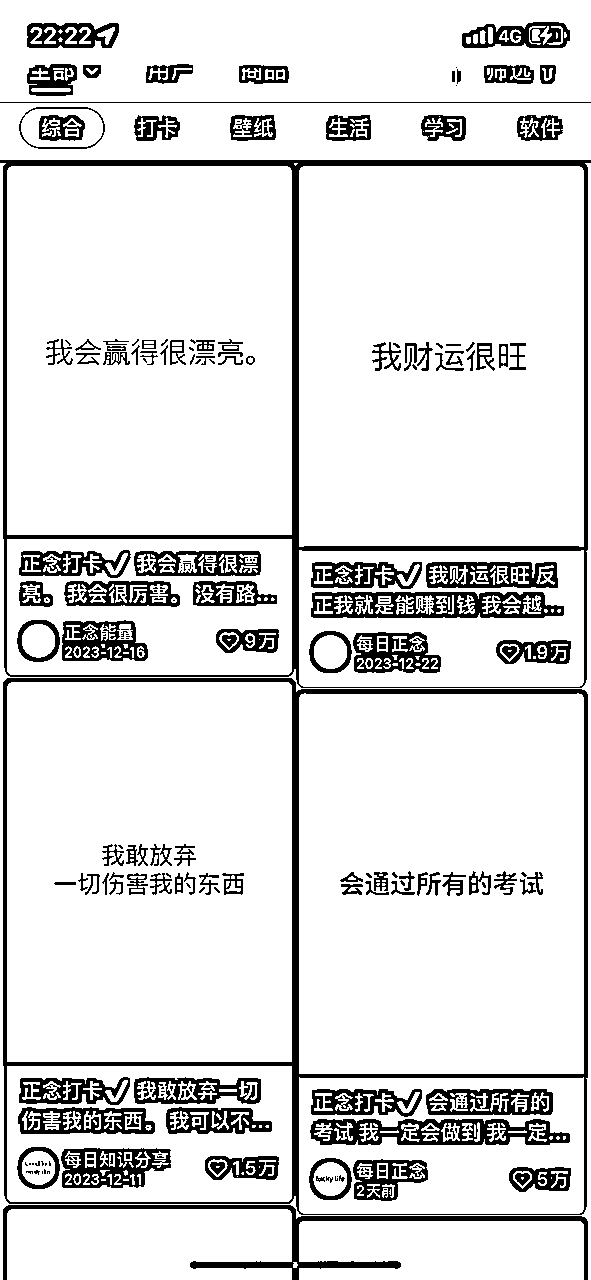 22:22
4G
全部
用户
商品
筛选
综合
打卡
壁纸
生活
学习
软件
我会赢得很漂亮。
正念打卡✓ 我会赢得很漂
亮。我会很厉害。没有路...
正念能量
2023-12-16
9万
我财运很旺
正念打卡✓ 我财运很旺 反
正我就是能赚到钱 我会越...
每日正念
2023-12-22
1.9万
我敢放弃
一切伤害我的东西
正念打卡✓ 我敢放弃一切
伤害我的东西。我可以不...
每日知识分享
2023-12-11
1.5万
会通过所有的考试
正念打卡✓ 会通过所有的
考试 我一定会做到 我一定...
lucky life
每日正念
2天前
5万